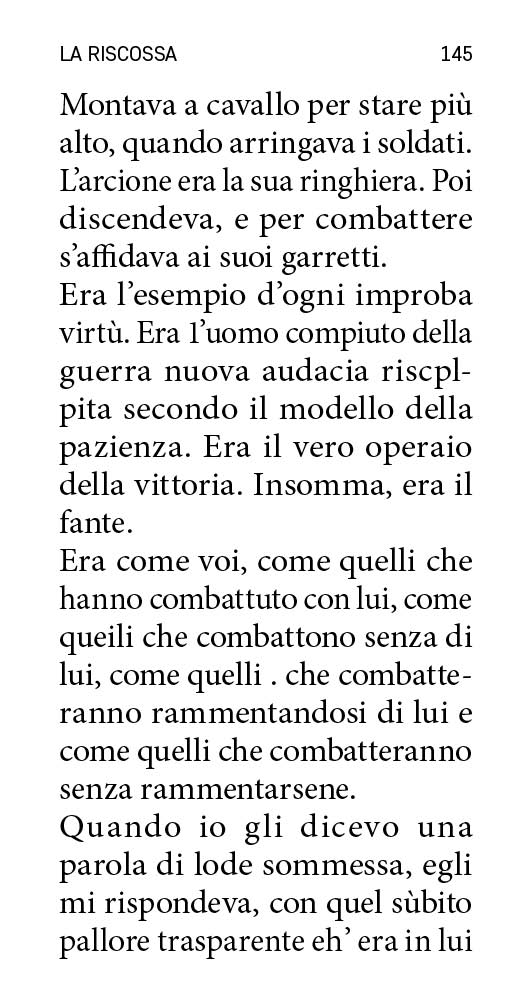 LA RISCOSSA 145
Montava a cavallo per stare più
alto, quando arringava i soldati.
L’arcione era la sua ringhiera. Poi
discendeva, e per combattere
s’affidava ai suoi garretti.
Era l’esempio d’ogni improba
virtù. Era 1’uomo compiuto della
guerra nuova audacia riscpl-
pita secondo il modello della
pazienza. Era il vero operaio
della vittoria. Insomma, era il
fante.
Era come voi, come quelli che
hanno combattuto con lui, come
queili che combattono senza di
lui, come quelli . che combatte-
ranno rammentandosi di lui e
come quelli che combatteranno
senza rammentarsene.
Quando io gli dicevo una
parola di lode sommessa, egli
mi rispondeva, con quel sùbito
pallore trasparente eh’ era in lui